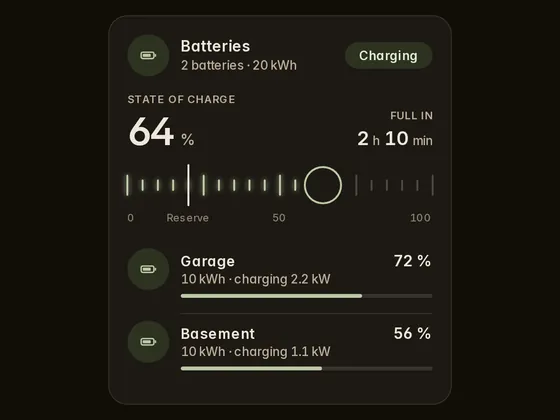 Batteries
2 batteries · 20 kWh
Charging
STATE OF CHARGE
64 %
FULL IN
2 h 10 min
0 Reserve 50 100
Garage
72 %
10 kWh · charging 2.2 kW
Basement
56 %
10 kWh · charging 1.1 kW